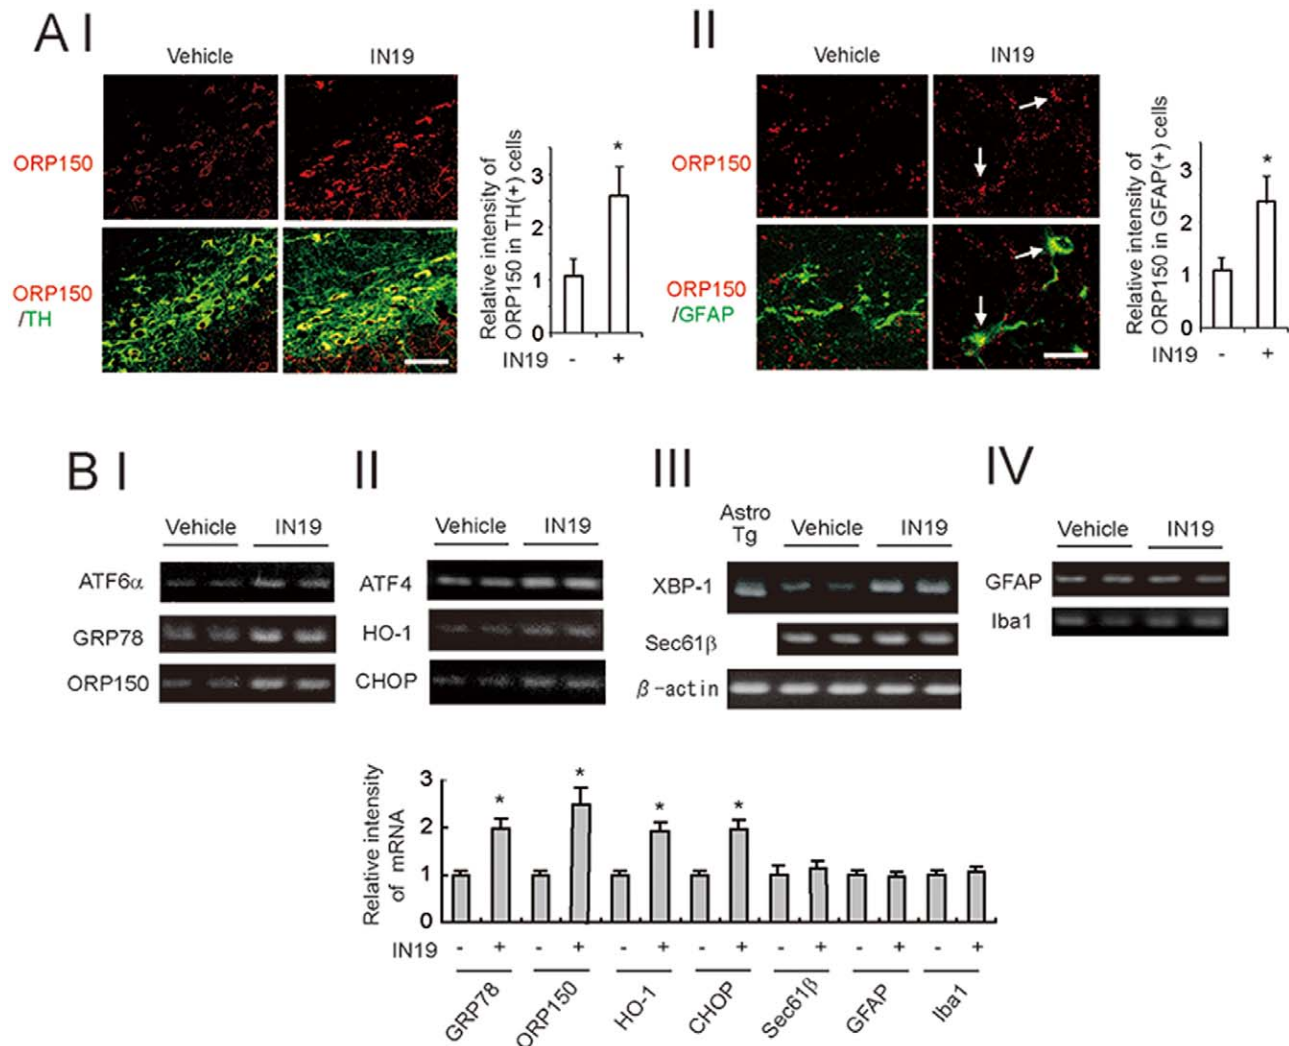 A I
Vehicle
IN19
ORP150
ORP150
/TH
Relative intensity of
ORP150 in TH(+) cells
3
2
1
0
*
IN19
-
+
II
Vehicle
IN19
ORP150
ORP150
/GFAP
Relative intensity of
ORP150 in GFAP(+) cells
3
2
1
0
*
IN19
-
+
B I
Vehicle
IN19
ATF6α
GRP78
ORP150
II
Vehicle
IN19
ATF4
HO-1
CHOP
III
Astro
Tg
Vehicle
IN19
XBP-1
Sec61β
β-actin
IV
Vehicle
IN19
GFAP
Iba1
Relative intensity
of mRNA
3
2
1
0
* * * *
IN19 - + - + - + - + - + - + - +
GRP78
ORP150
HO-1
CHOP
Sec61β
GFAP
Iba1